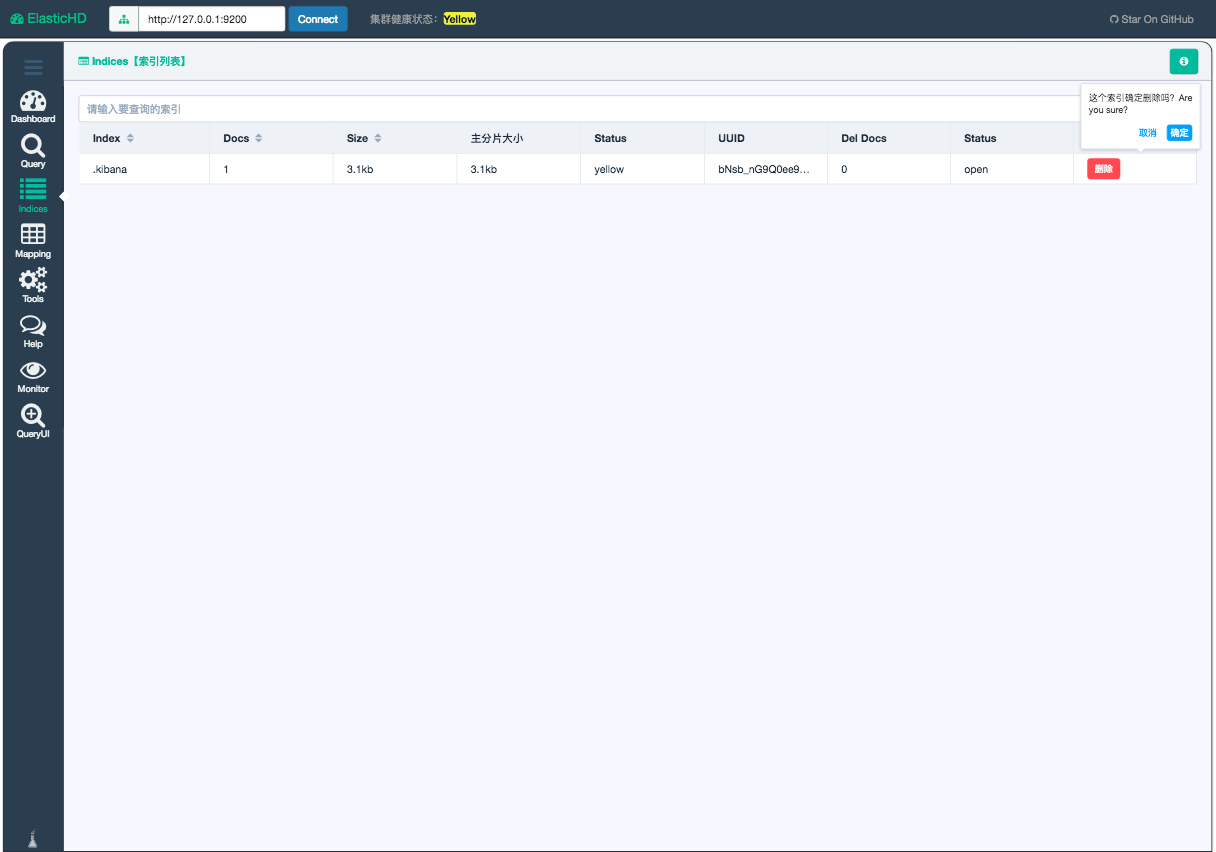 ElasticHD
http://127.0.0.1:9200
Connect
集群健康状态: Yellow
Star On GitHub
Dashboard
Query
Indices
Mapping
Tools
Help
Monitor
QueryUI
Indices【索引列表】
请输入要查询的索引
这个索引确定删除吗? Are
you sure?
取消 确定
Index Docs Size 主分片大小 Status UUID Del Docs Status
.kibana 1 3.1kb 3.1kb yellow bNsb_nG9Q0ee9... 0 open 删除